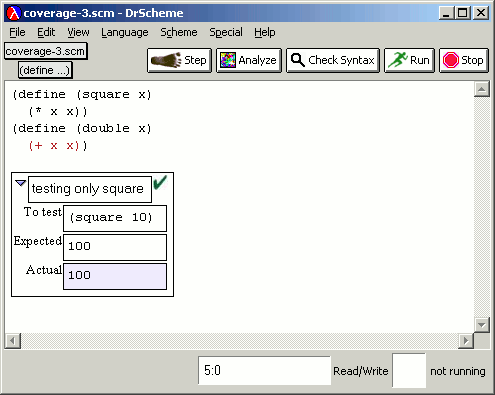 coverage-3.scm - DrScheme
File Edit View Language Scheme Special Help
coverage-3.scm
(define ...)
Step Analyze Check Syntax Run Stop
(define (square x)
(* x x))
(define (double x)
(+ x x))
testing only square
To test (square 10)
Expected 100
Actual 100
5:0 Read/Write not running